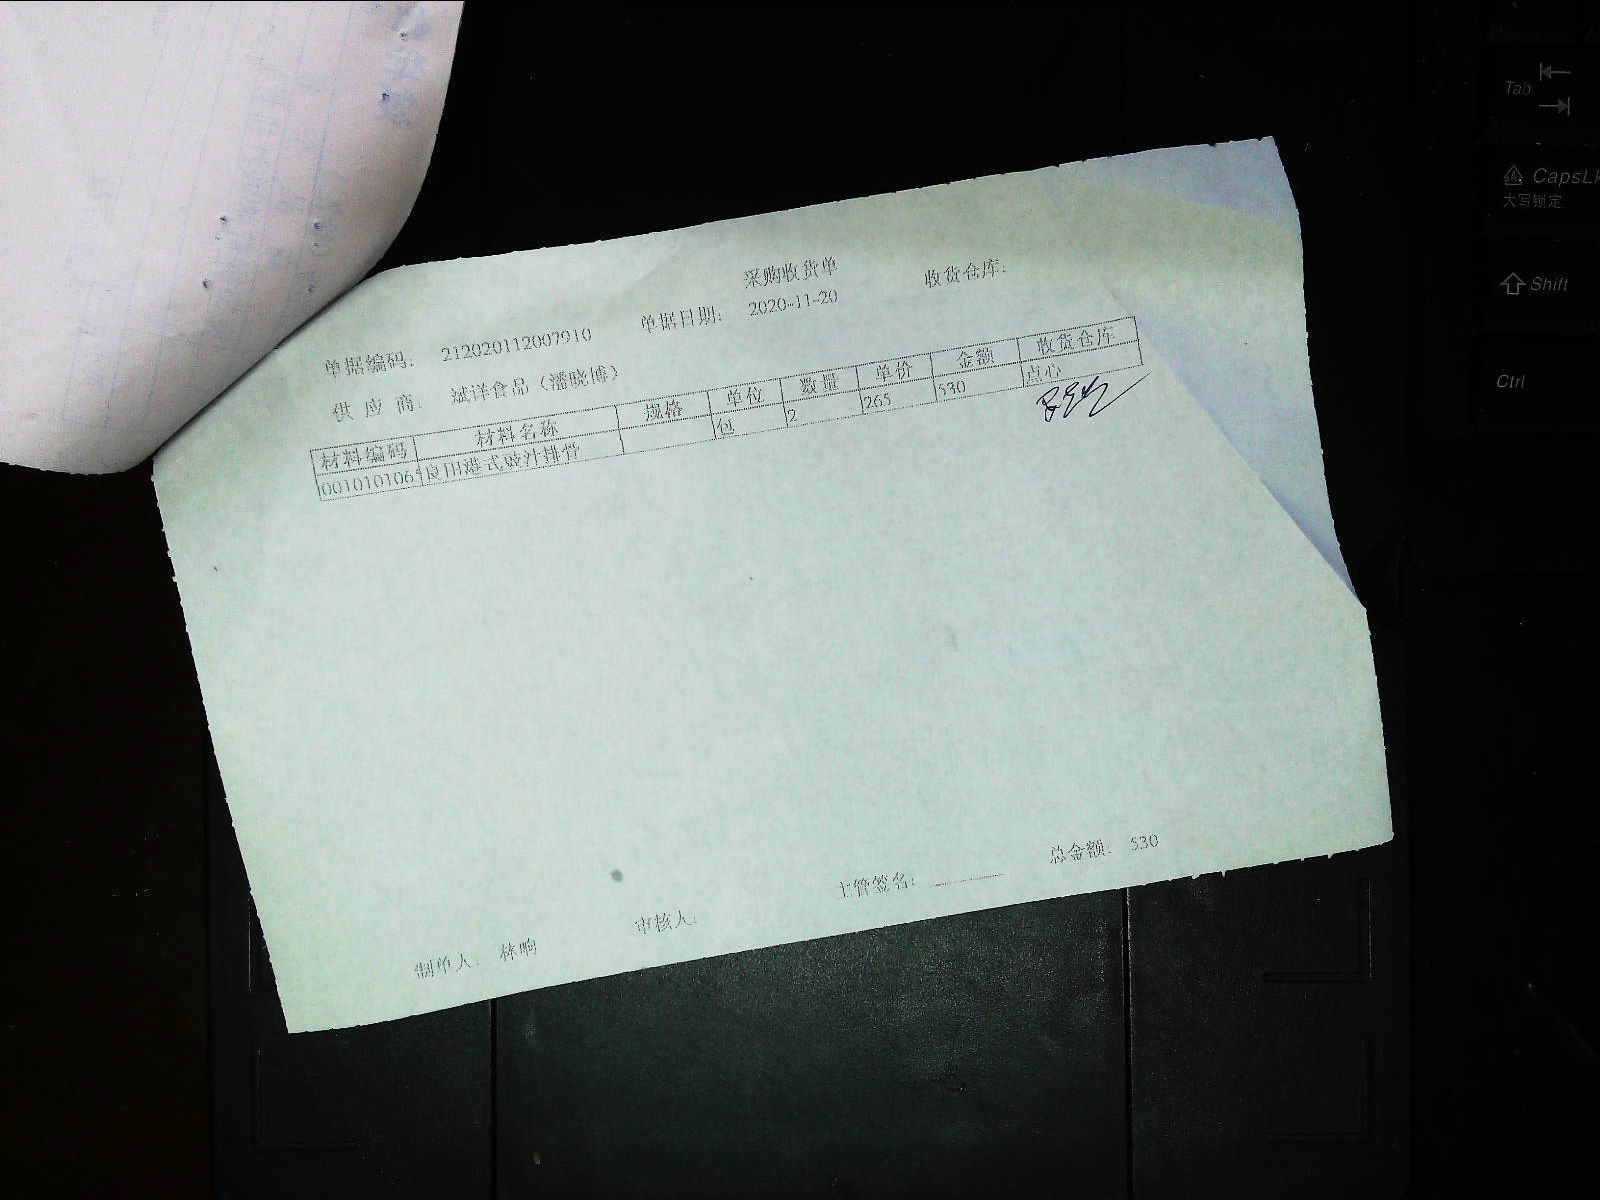 采购收货单
单据编码: 212020112007910 单据日期: 2020-11-20 收货仓库:
供 应 商: 斌洋食品（潘晓博）
材料编码 材料名称 规格 单位 数量 单价 金额 收货仓库
0010101065 良田港式豉汁排骨 包 2 265 530 点心
总金额: 530
制单人: 林响 审核人: 主管签名:
Tab
CapsLk
大写锁定
Shift
Ctrl